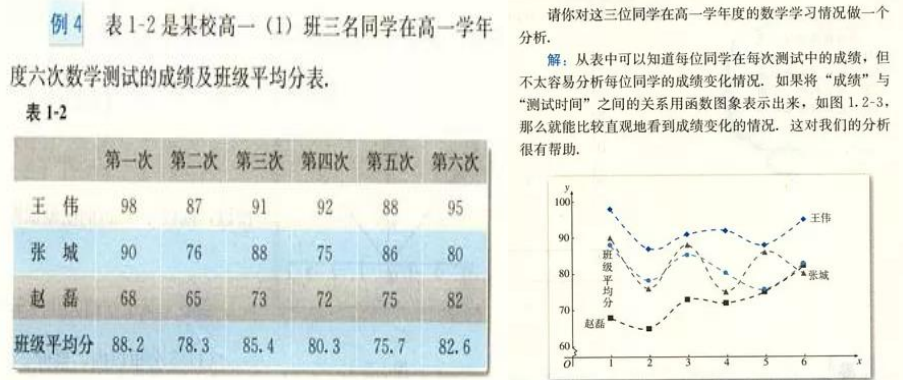 例4 表1-2是某校高一（1）班三名同学在高一学年
度六次数学测试的成绩及班级平均分表.
表1-2
第一次 第二次 第三次 第四次 第五次 第六次
王 伟 98 87 91 92 88 95
张 城 90 76 88 75 86 80
赵 磊 68 65 73 72 75 82
班级平均分 88.2 78.3 85.4 80.3 75.7 82.6
请你对这三位同学在高一学年度的数学学习情况做一个
分析.
解：从表中可以知道每位同学在每次测试中的成绩，但
不太容易分析每位同学的成绩变化情况. 如果将“成绩”与
“测试时间”之间的关系用函数图象表示出来，如图1.2-3，
那么就能比较直观地看到成绩变化的情况. 这对我们的分析
很有帮助.
y
100
90
80
70
60
O 1 2 3 4 5 6 x
王伟
张城
班级平均分
赵磊